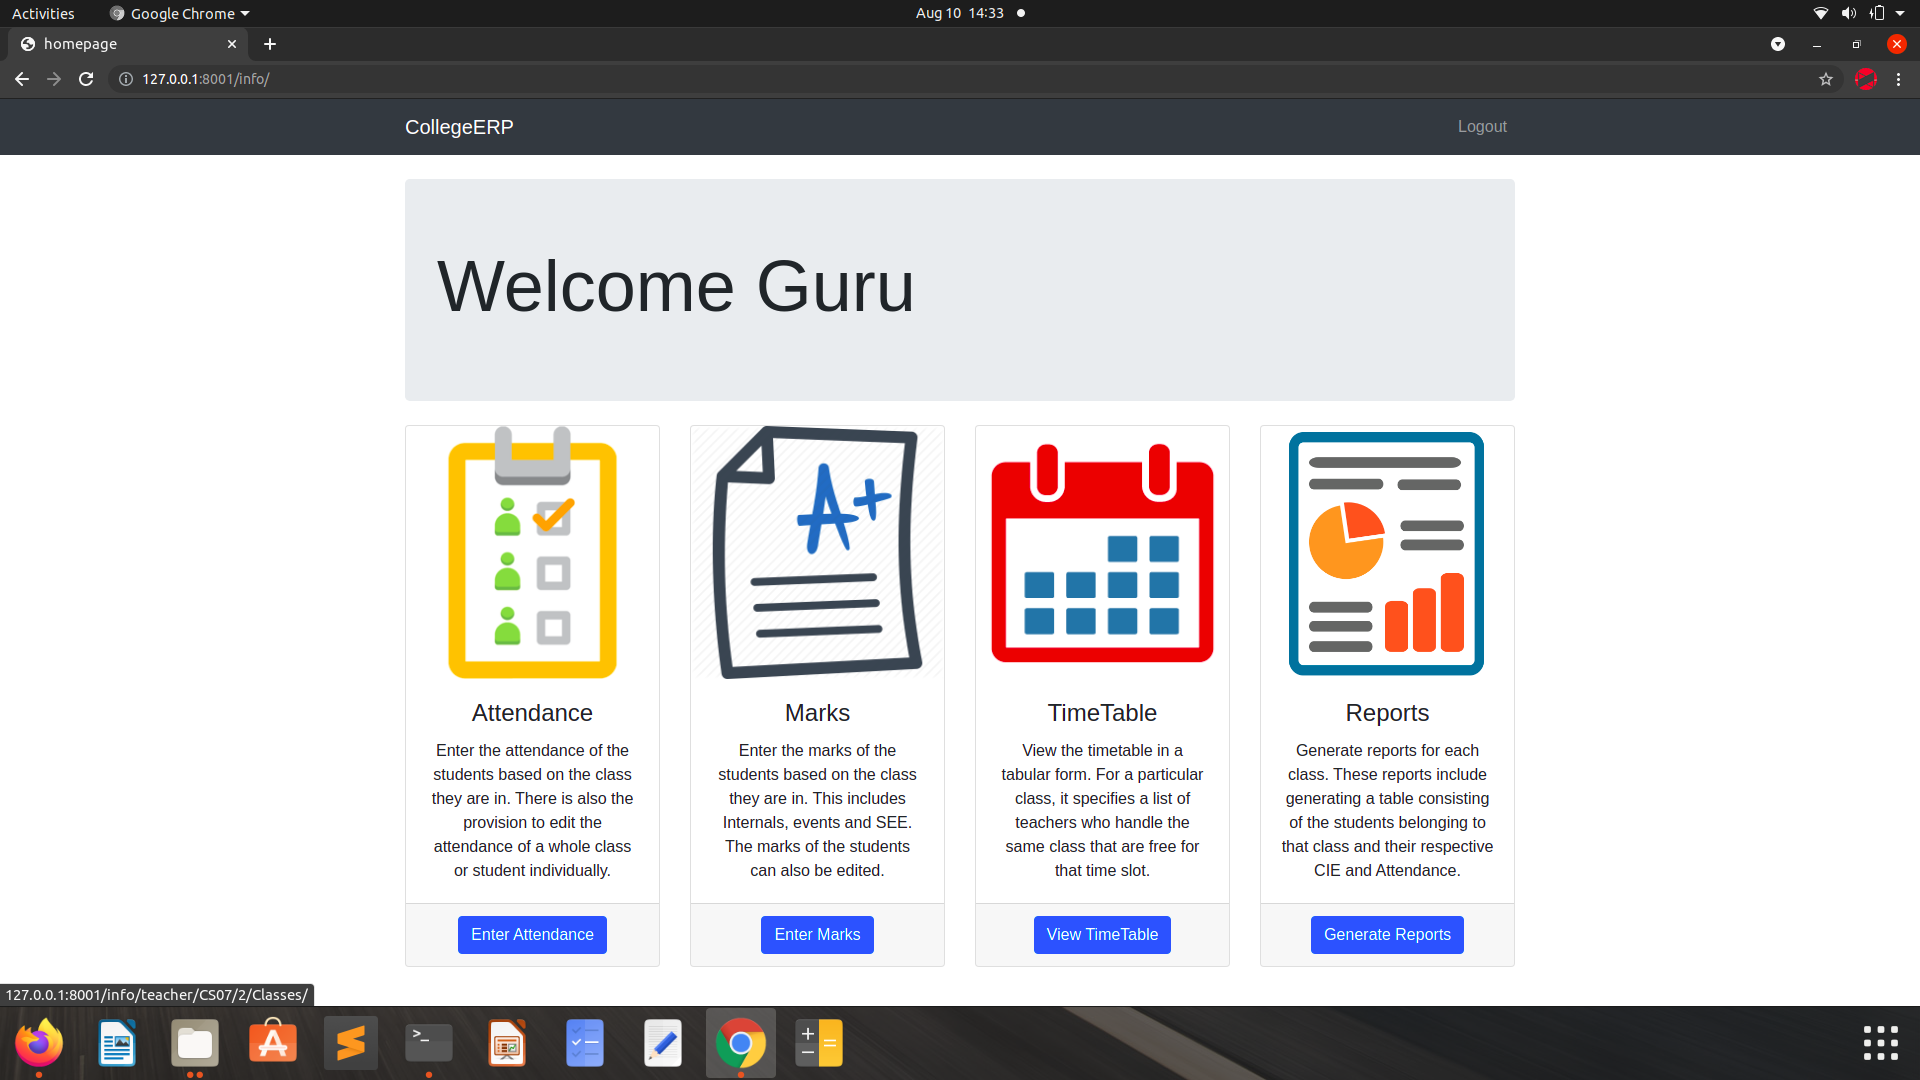 Activities
Google Chrome
Aug 10 14:33
homepage
127.0.0.1:8001/info/
CollegeERP
Logout
Welcome Guru
A+
Attendance
Enter the attendance of the
students based on the class
they are in. There is also the
provision to edit the
attendance of a whole class
or student individually.
Enter Attendance
Marks
Enter the marks of the
students based on the class
they are in. This includes
Internals, events and SEE.
The marks of the students
can also be edited.
Enter Marks
TimeTable
View the timetable in a
tabular form. For a particular
class, it specifies a list of
teachers who handle the
same class that are free for
that time slot.
View TimeTable
Reports
Generate reports for each
class. These reports include
generating a table consisting
of the students belonging to
that class and their respective
CIE and Attendance.
Generate Reports
127.0.0.1:8001/info/teacher/CS07/2/Classes/